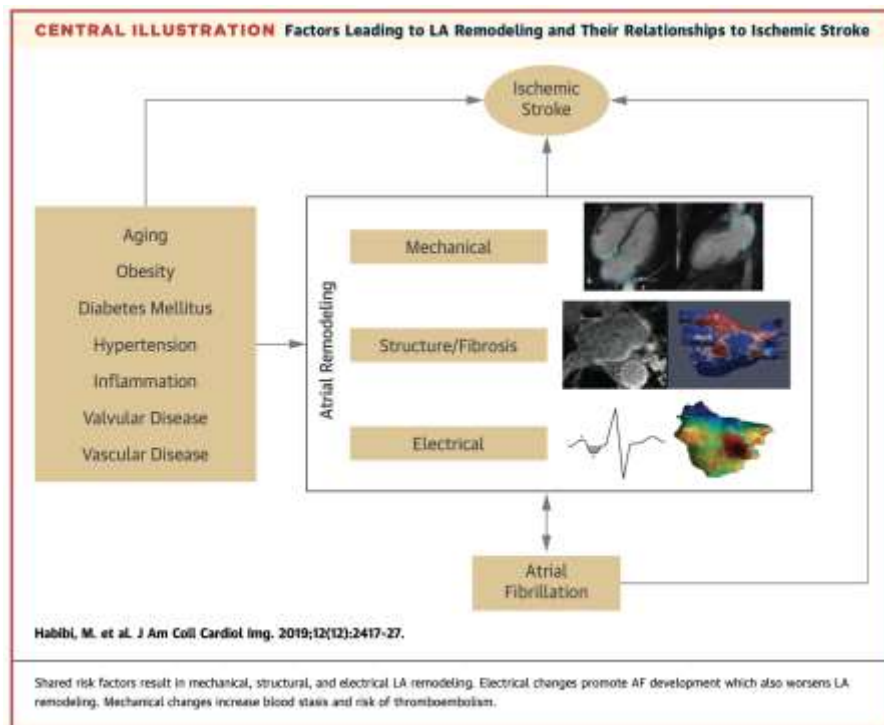 CENTRAL ILLUSTRATION Factors Leading to LA Remodeling and Their Relationships to Ischemic Stroke
Ischemic
Stroke
Aging
Obesity
Diabetes Mellitus
Hypertension
Inflammation
Valvular Disease
Vascular Disease
Atrial Remodeling
Mechanical
Structure/Fibrosis
Electrical
Atrial
Fibrillation
Habibi, M. et al. J Am Coll Cardiol Img. 2019;12(12):2417-27.
Shared risk factors result in mechanical, structural, and electrical LA remodeling. Electrical changes promote AF development which also worsens LA
remodeling. Mechanical changes increase blood stasis and risk of thromboembolism.